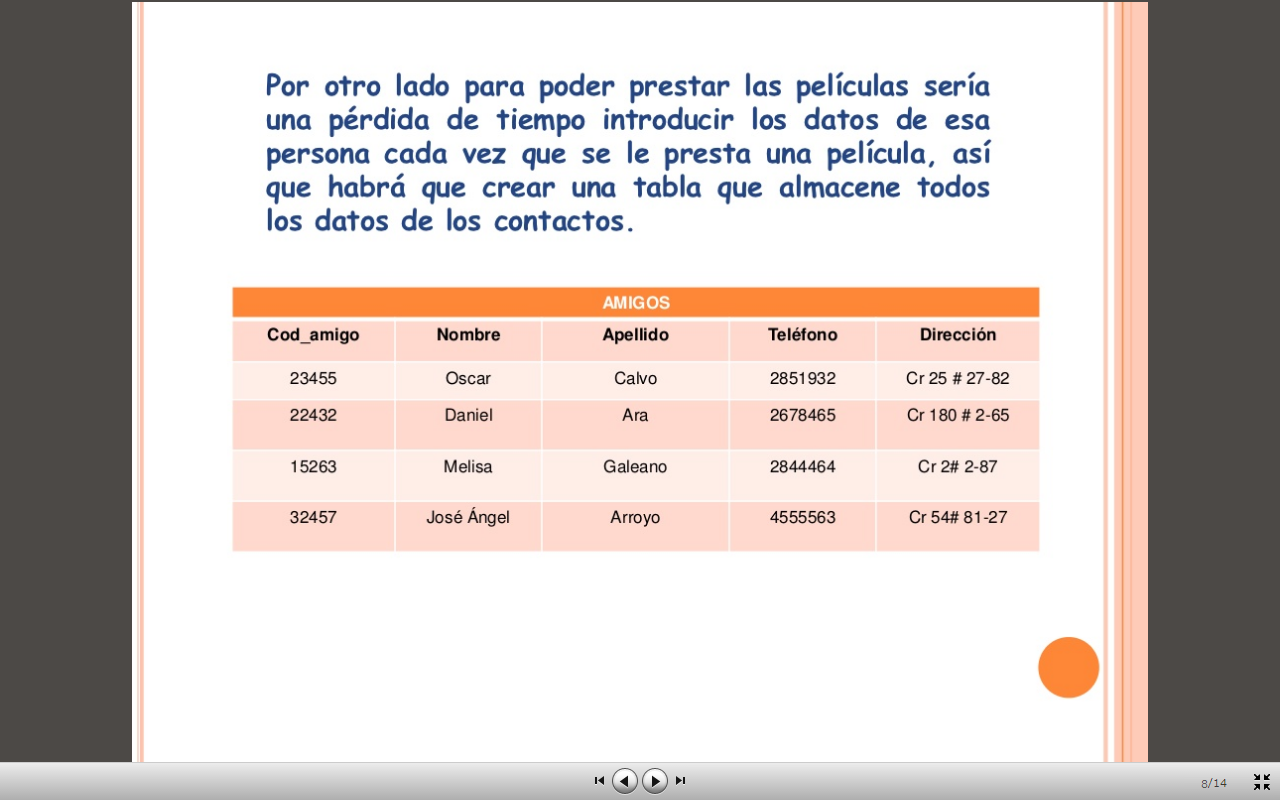 Por otro lado para poder prestar las películas sería
una pérdida de tiempo introducir los datos de esa
persona cada vez que se le presta una película, así
que habrá que crear una tabla que almacene todos
los datos de los contactos.
AMIGOS
Cod_amigo Nombre Apellido Teléfono Dirección
23455 Oscar Calvo 2851932 Cr 25 # 27-82
22432 Daniel Ara 2678465 Cr 180 # 2-65
15263 Melisa Galeano 2844464 Cr 2# 2-87
32457 José Ángel Arroyo 4555563 Cr 54# 81-27
8/14